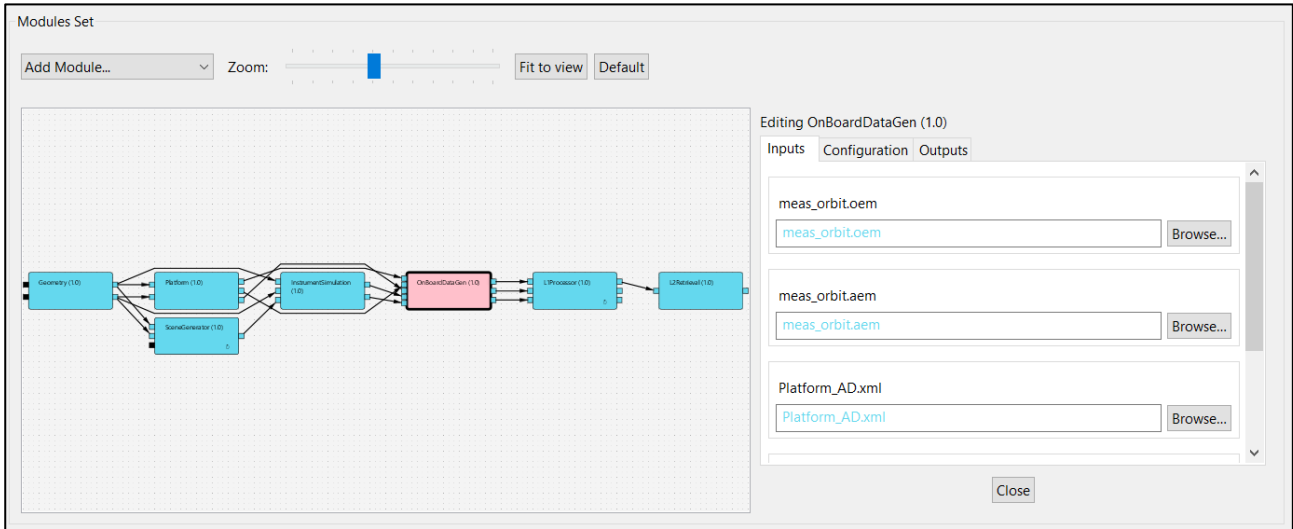 Modules Set
Add Module...
Zoom:
Fit to view
Default
Editing OnBoardDataGen (1.0)
Inputs
Configuration
Outputs
meas_orbit.oem
meas_orbit.oem
Browse...
meas_orbit.aem
meas_orbit.aem
Browse...
Platform_AD.xml
Platform_AD.xml
Browse...
Close
Geometry (1.0)
Platform (1.0)
InstrumentSimulation
(1.0)
OnBoardDataGen (1.0)
L1Processor (1.0)
L2Retrieval (1.0)
SceneGenerator (1.0)